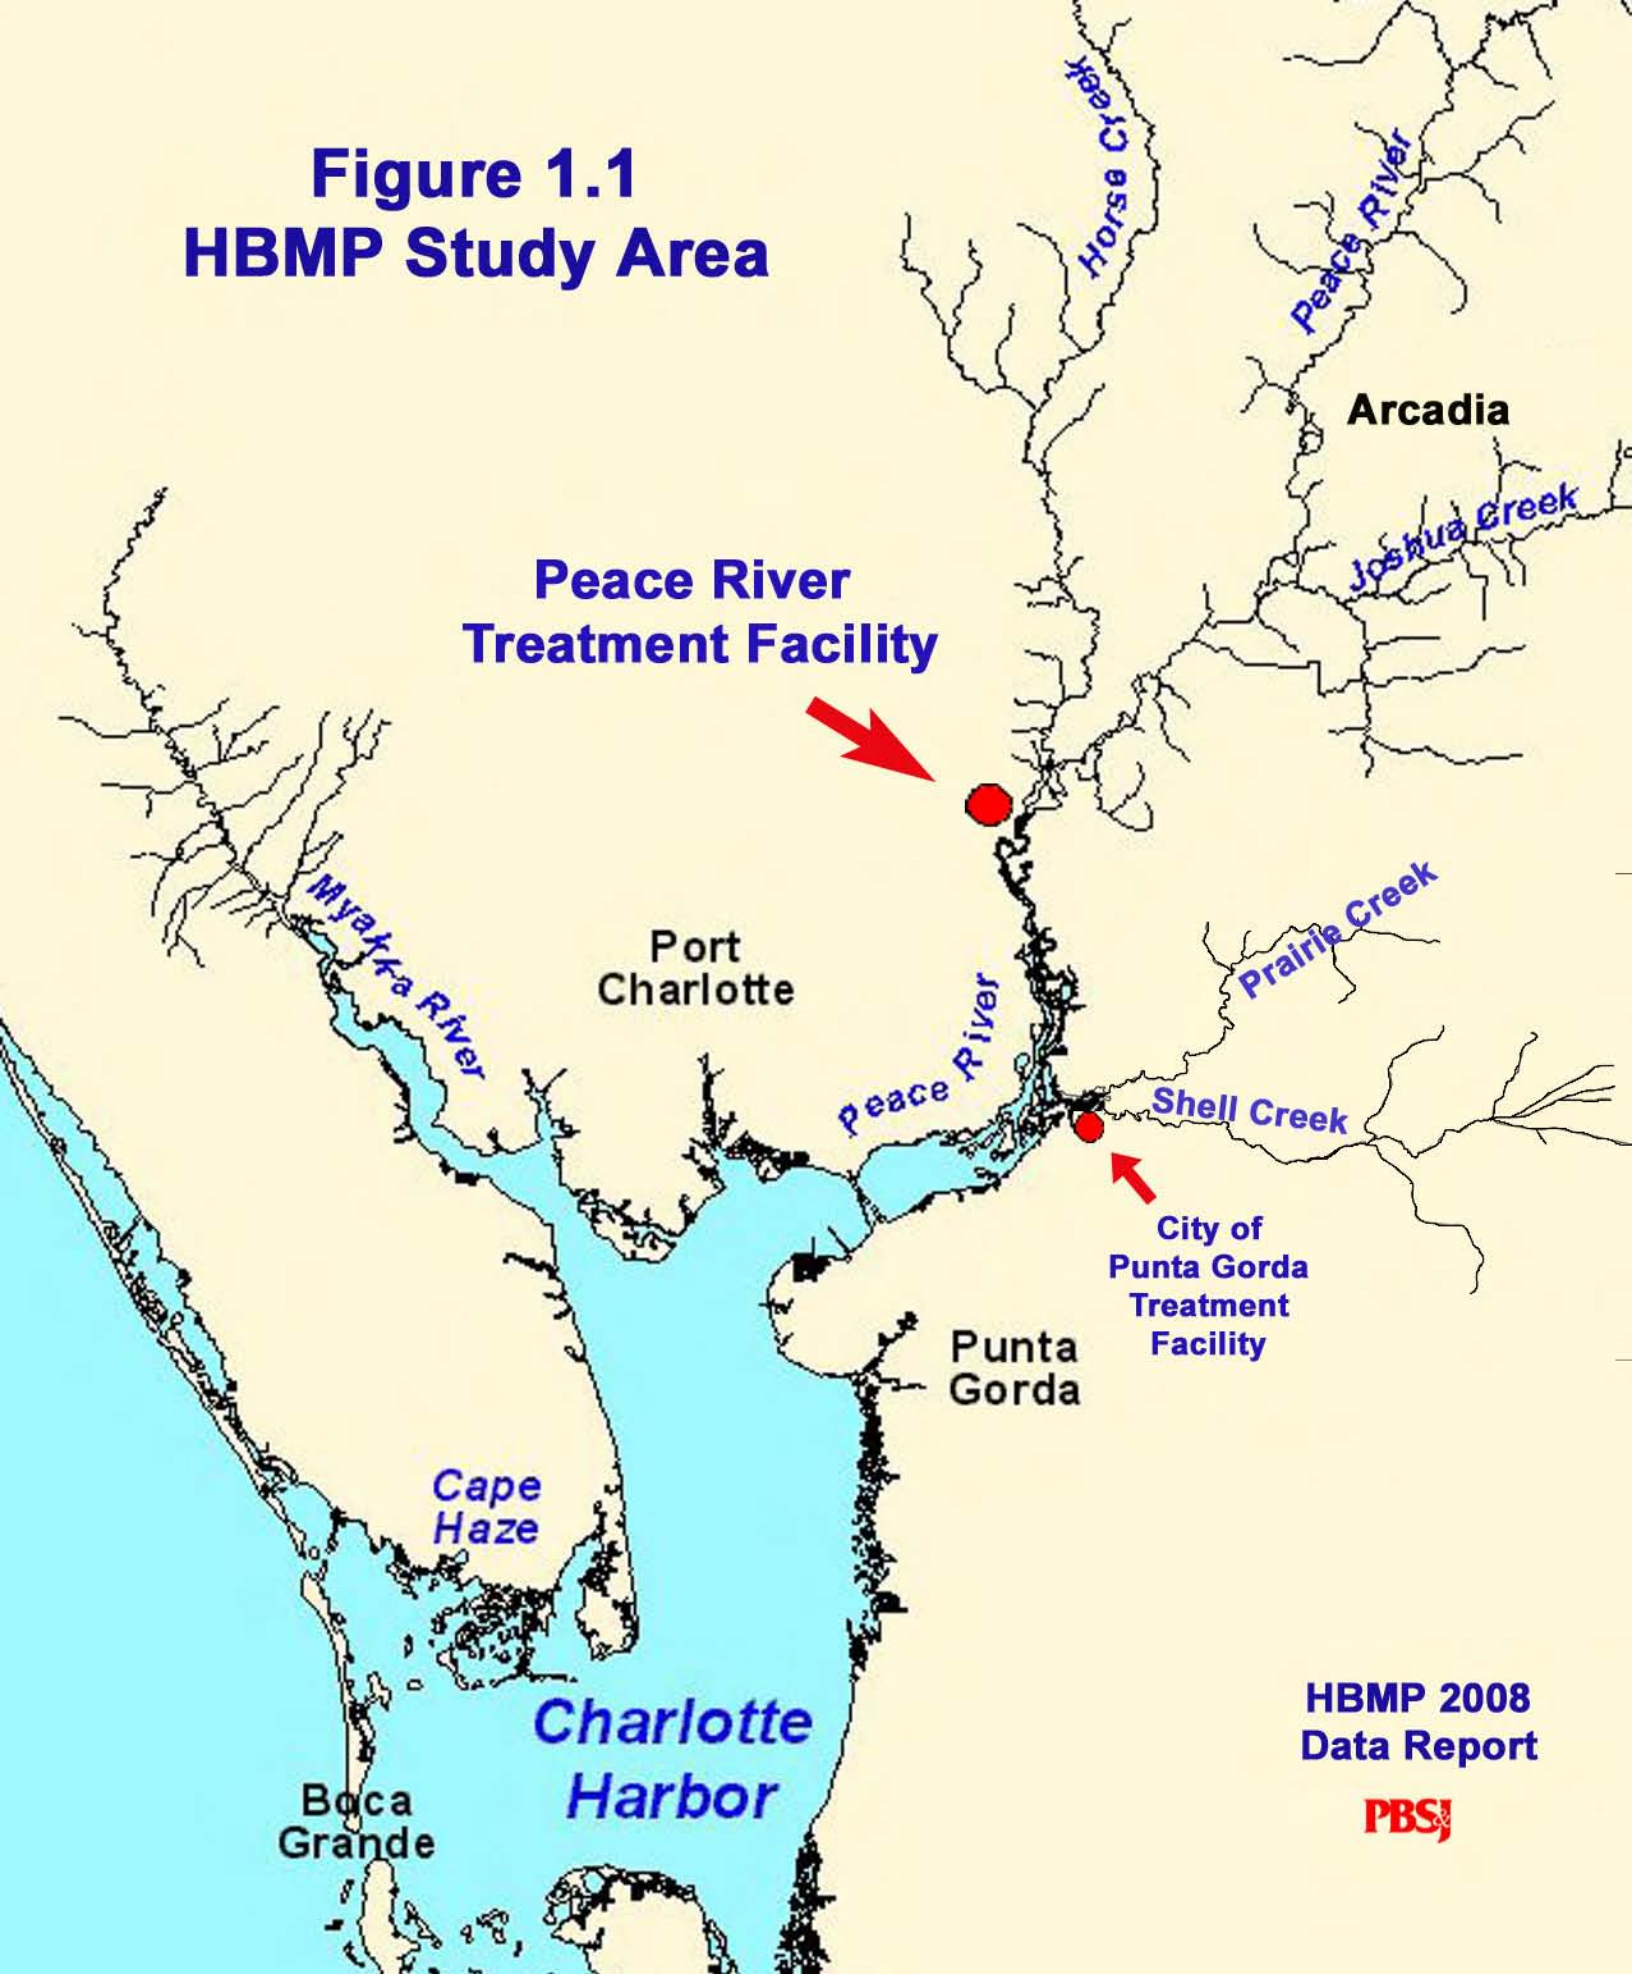 Figure 1.1
HBMP Study Area
Horse Creek
Peace River
Arcadia
Joshua Creek
Peace River
Treatment Facility
Myakka River
Port
Charlotte
Peace River
Prairie Creek
Shell Creek
City of
Punta Gorda
Treatment
Facility
Punta
Gorda
Cape
Haze
Charlotte
Harbor
Boca
Grande
HBMP 2008
Data Report
PBS&J